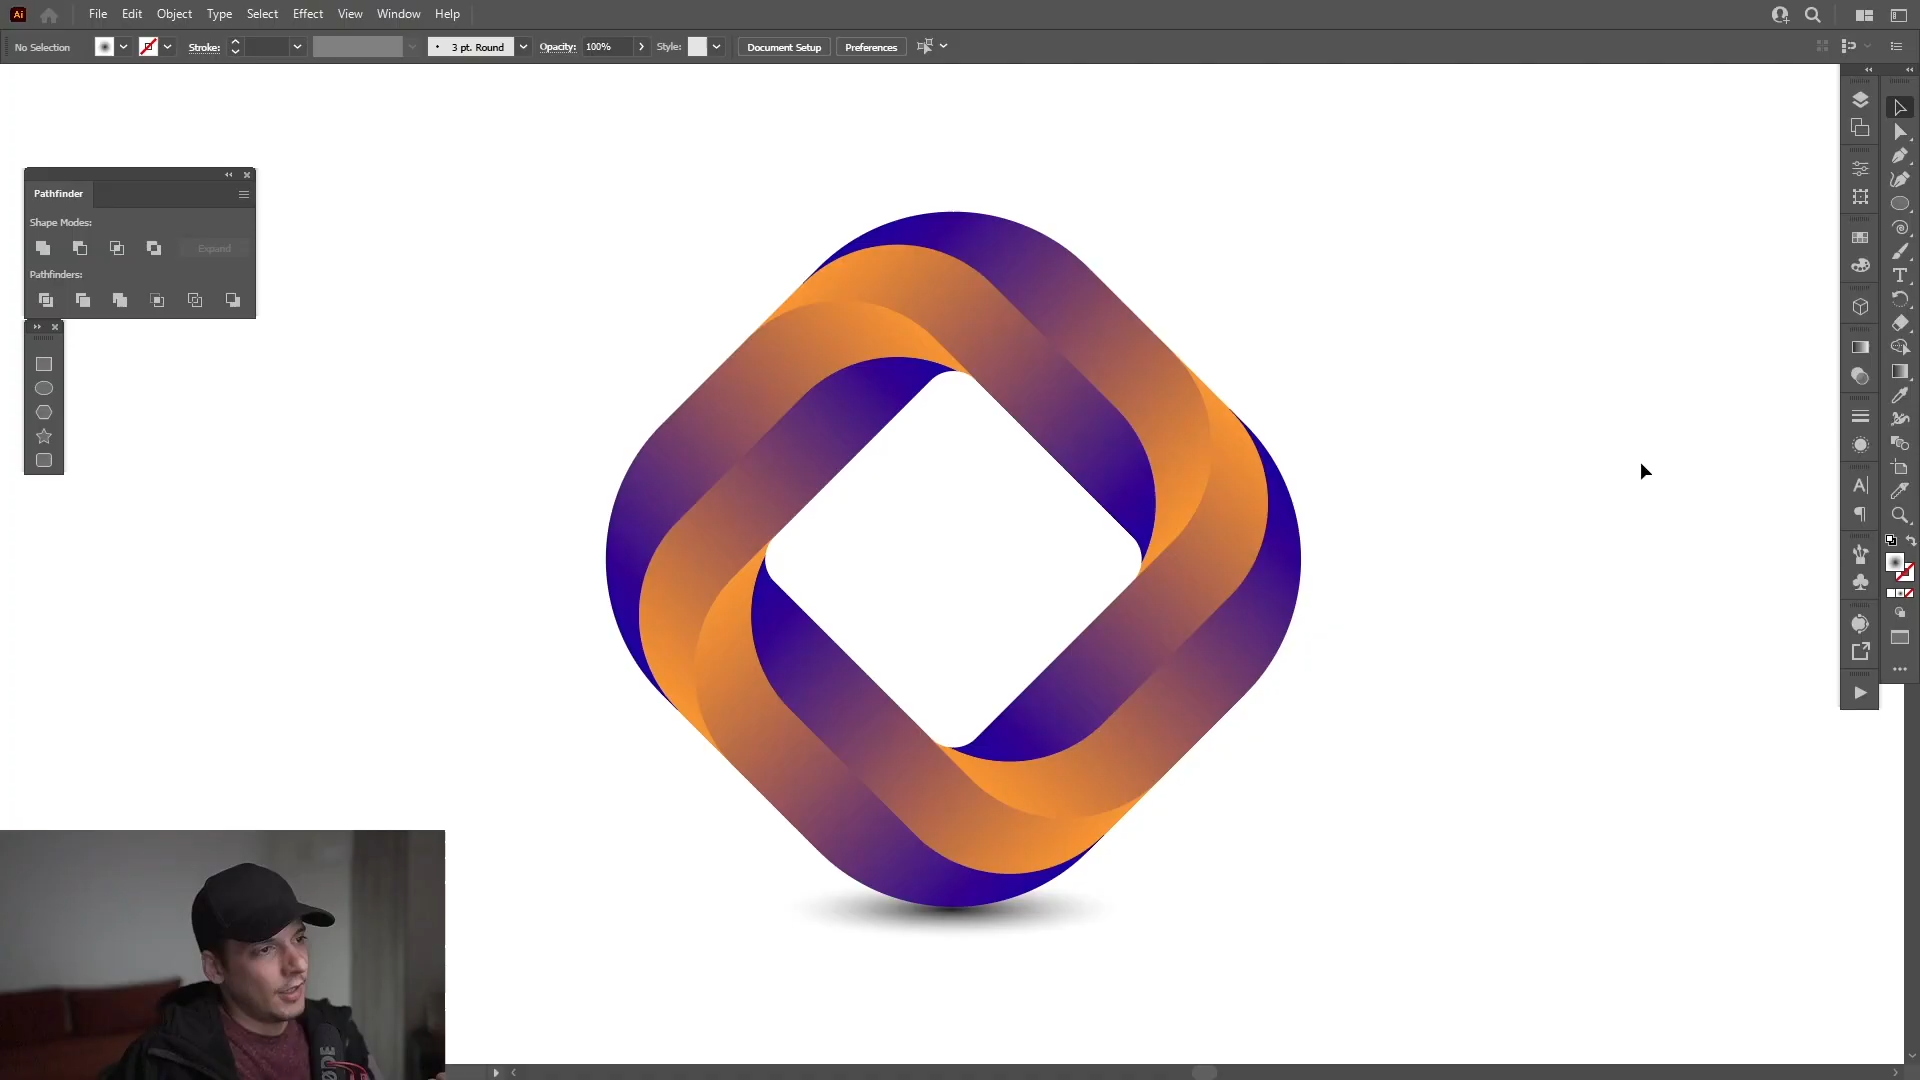 Ai File Edit Object Type Select Effect View Window Help
No Selection Stroke: 3 pt. Round Opacity: 100% Style: Document Setup Preferences
Pathfinder
Shape Modes:
Expand
Pathfinders:
RØDE